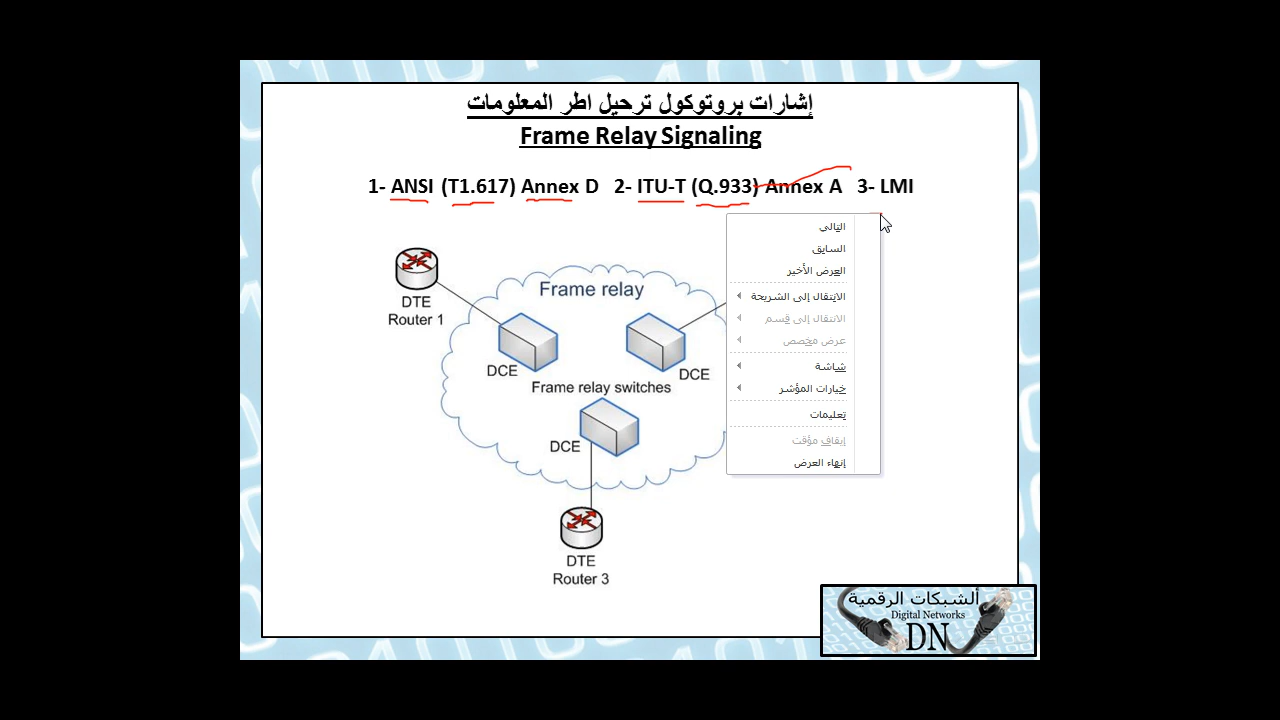 إشارات بروتوكول ترحيل اطر المعلومات
Frame Relay Signaling
1- ANSI (T1.617) Annex D 2- ITU-T (Q.933) Annex A 3- LMI
التالي
السابق
العرض الأخير
الانتقال إلى الشريحة
الانتقال إلى قسم
عرض مخصص
شاشة
خيارات المؤشر
تعليمات
إيقاف مؤقت
إنهاء العرض
Frame relay
DTE
Router 1
DCE
DCE
Frame relay switches
DCE
DTE
Router 3
ألشبكات الرقمية
Digital Networks
DN